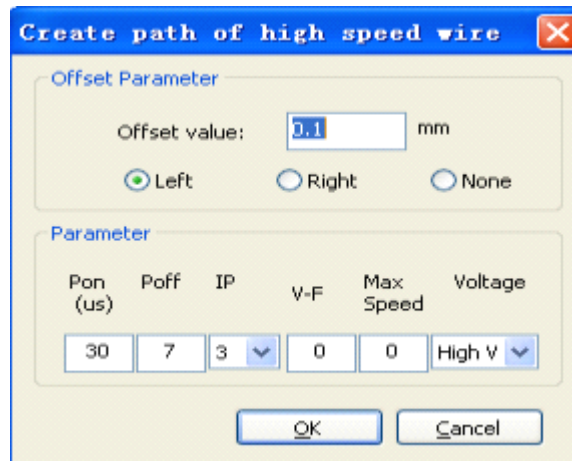 Create path of high speed wire
Offset Parameter
Offset value: 0.1 mm
Left Right None
Parameter
Pon (us) Poff IP V-F Max Speed Voltage
30 7 3 0 0 High V
OK Cancel